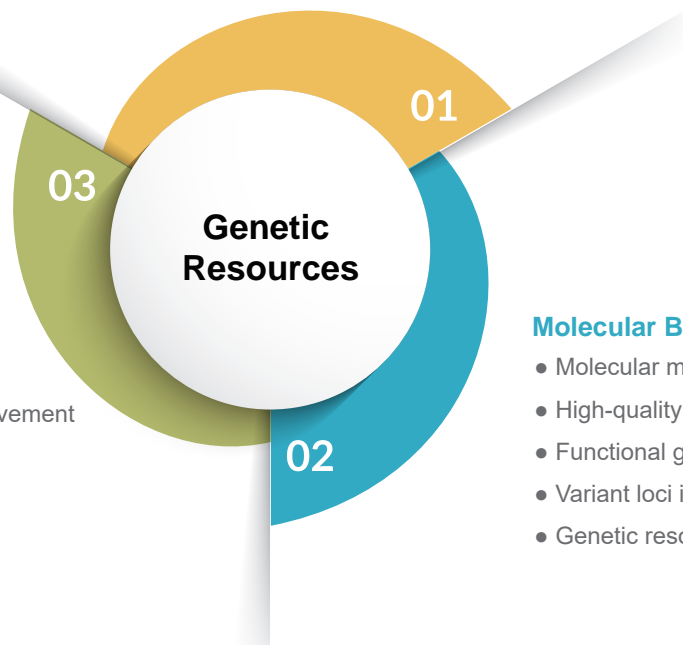 01
03
Genetic
Resources
Molecular B
● Molecular m
● High-quality
vement
● Functional g
02
● Variant loci i
● Genetic reso